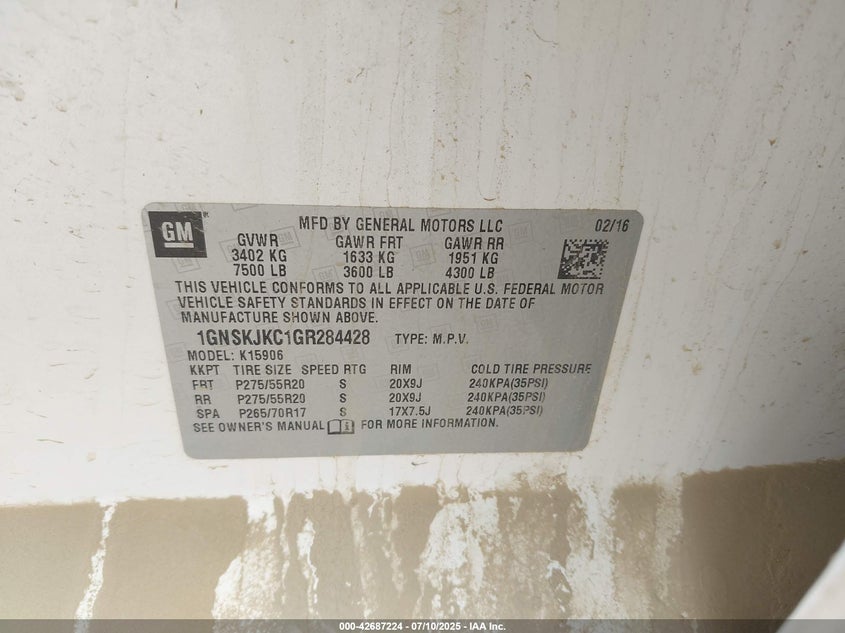 GM
MFD BY GENERAL MOTORS LLC 02/16
GVWR GAWR FRT GAWR RR
3402 KG 1633 KG 1951 KG
7500 LB 3600 LB 4300 LB
THIS VEHICLE CONFORMS TO ALL APPLICABLE U.S. FEDERAL MOTOR
VEHICLE SAFETY STANDARDS IN EFFECT ON THE DATE OF
MANUFACTURE SHOWN ABOVE.
1GNSKJKC1GR284428 TYPE: M.P.V.
MODEL: K15906
KKPT TIRE SIZE SPEED RTG RIM COLD TIRE PRESSURE
FRT P275/55R20 S 20X9J 240KPA(35PSI)
RR P275/55R20 S 20X9J 240KPA(35PSI)
SPA P265/70R17 S 17X7.5J 240KPA(35PSI)
SEE OWNER'S MANUAL FOR MORE INFORMATION.
000-42687224 / 07/10/2025 - IAA Inc.